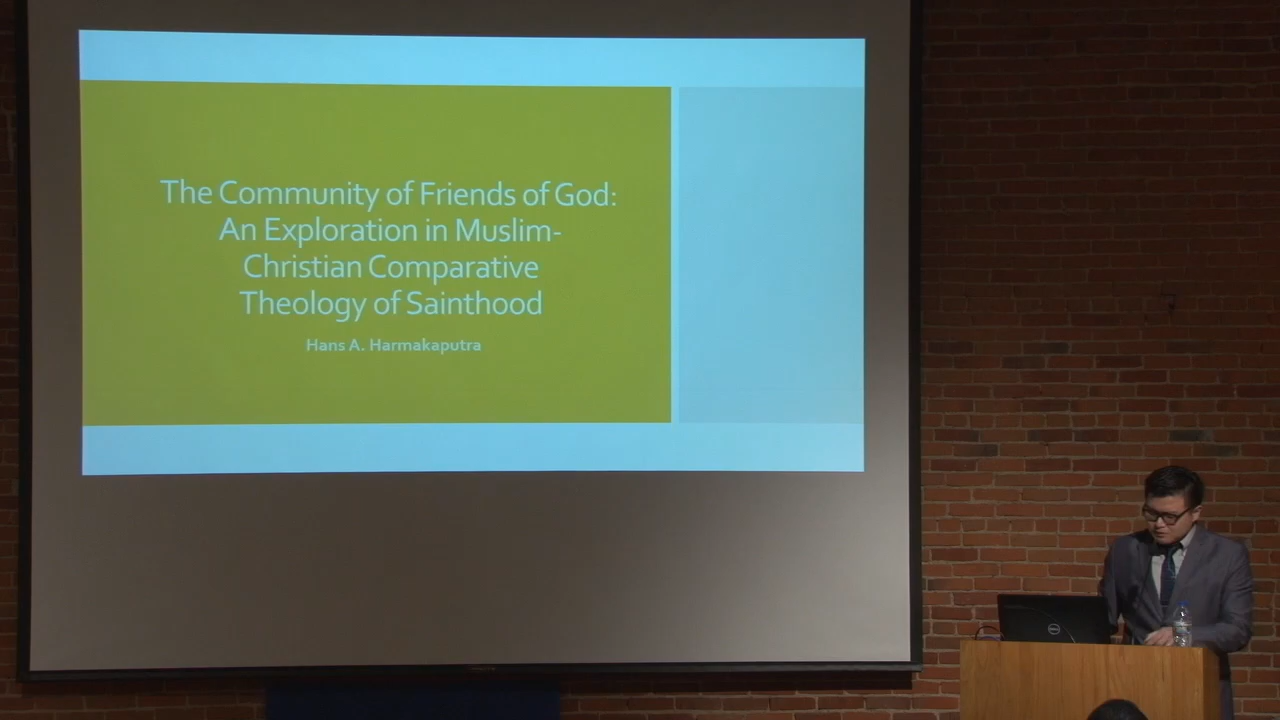 The Community of Friends of God:
An Exploration in Muslim-
Christian Comparative
Theology of Sainthood
Hans A. Harmakaputra